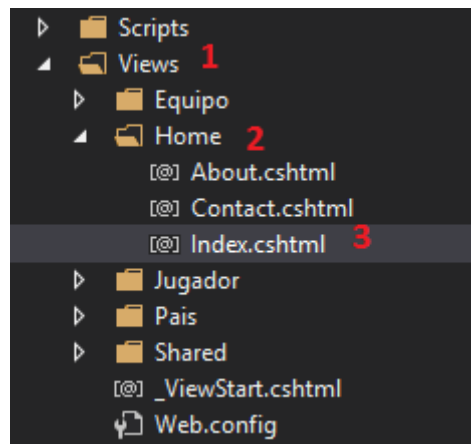 Scripts
Views 1
Equipo
Home 2
[@] About.cshtml
[@] Contact.cshtml
[@] Index.cshtml 3
Jugador
Pais
Shared
[@] _ViewStart.cshtml
Web.config